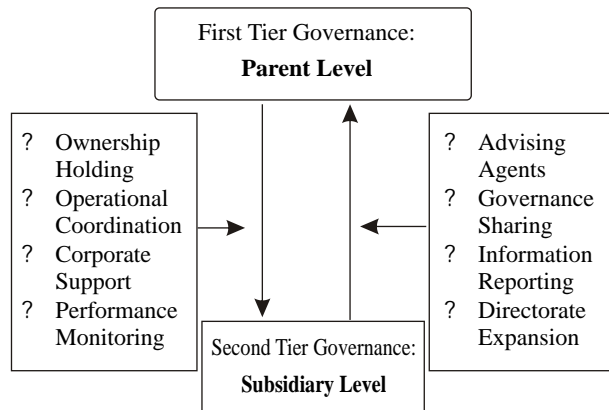 First Tier Governance:
Parent Level
? Ownership
Holding
? Operational
Coordination
? Corporate
Support
? Performance
Monitoring
? Advising
Agents
? Governance
Sharing
? Information
Reporting
? Directorate
Expansion
Second Tier Governance:
Subsidiary Level